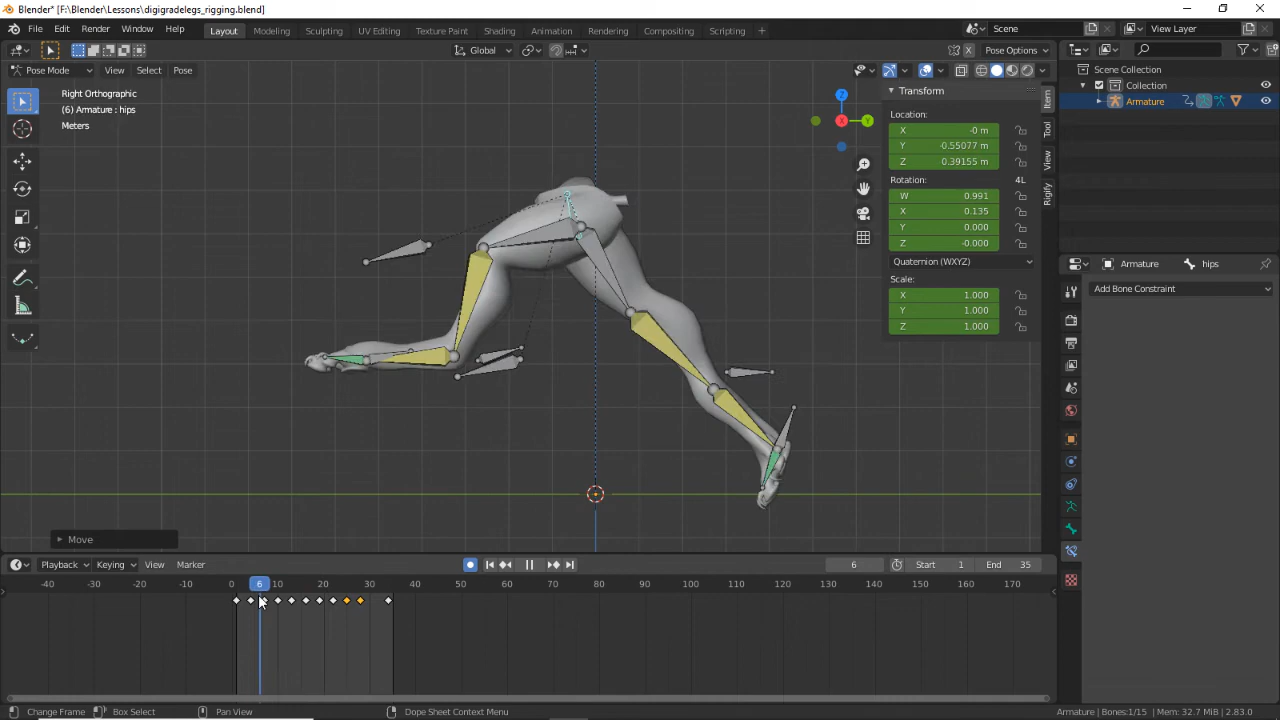 Blender* [F:\Blender\Lessons\digigradelegs_rigging.blend]
File Edit Render Window Help Layout Modeling Sculpting UV Editing Texture Paint Shading Animation Rendering Compositing Scripting + Scene View Layer
Global Pose Options
Pose Mode View Select Pose
Right Orthographic
(6) Armature : hips
Meters
Z
Y
X
Transform
Location:
X -0 m
Y -0.55077 m
Z 0.39155 m
Rotation: 4L
W 0.991
X 0.135
Y 0.000
Z -0.000
Quaternion (WXYZ)
Scale:
X 1.000
Y 1.000
Z 1.000
Item
Tool
View
Rigify
Scene Collection
Collection
Armature
Armature hips
Add Bone Constraint
Move
Playback Keying View Marker 6 Start 1 End 35
-40 -30 -20 -10 0 6 10 20 30 40 50 60 70 80 90 100 110 120 130 140 150 160 170
Change Frame Box Select Pan View Dope Sheet Context Menu Armature | Bones:1/15 | Mem: 32.7 MiB | 2.83.0